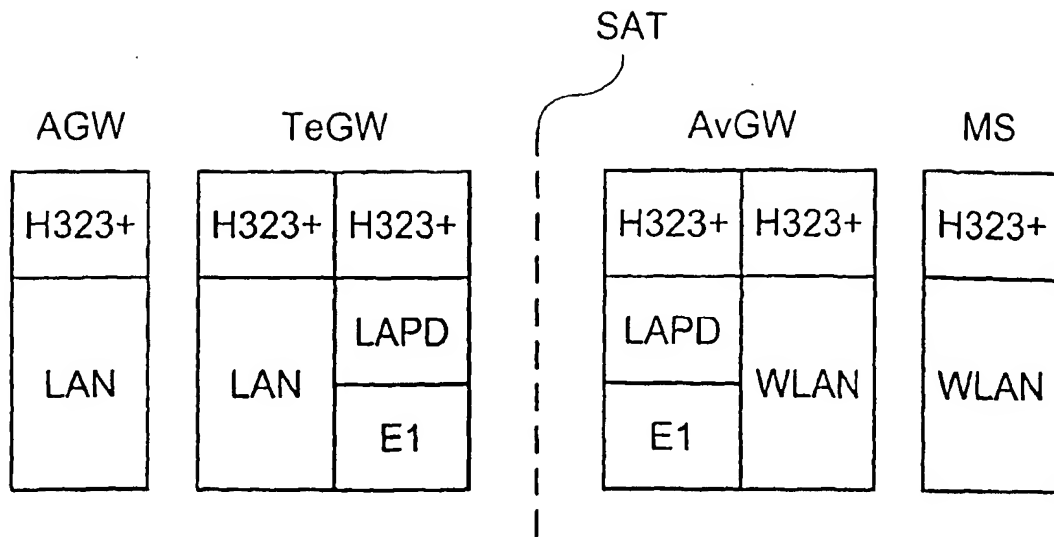 SAT
AGW TeGW AvGW MS
H323+ H323+ H323+ H323+ H323+ H323+
LAPD LAPD
LAN LAN WLAN WLAN
E1 E1